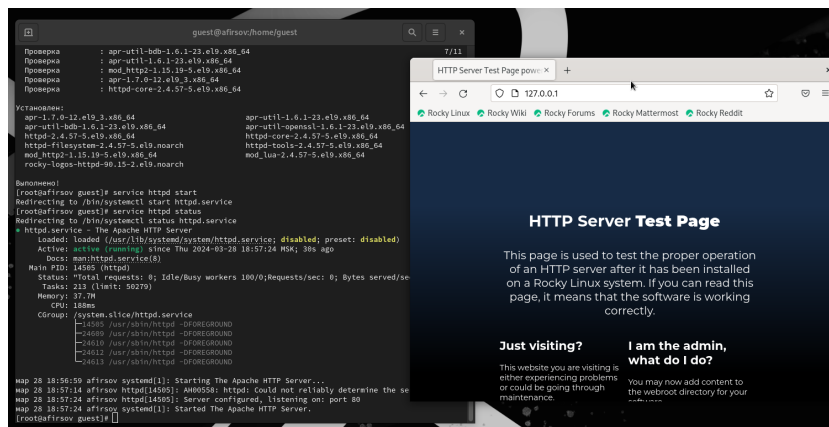 guest@afirsov:/home/guest
Проверка : apr-util-bdb-1.6.1-23.el9.x86_64 7/11
Проверка : apr-util-1.6.1-23.el9.x86_64
Проверка : mod_http2-1.15.19-5.el9.x86_64
Проверка : apr-1.7.0-12.el9_3.x86_64
Проверка : httpd-core-2.4.57-5.el9.x86_64
Установлен:
apr-1.7.0-12.el9_3.x86_64 apr-util-1.6.1-23.el9.x86_64
apr-util-bdb-1.6.1-23.el9.x86_64 apr-util-openssl-1.6.1-23.el9.x86_64
httpd-2.4.57-5.el9.x86_64 httpd-core-2.4.57-5.el9.x86_64
httpd-filesystem-2.4.57-5.el9.noarch httpd-tools-2.4.57-5.el9.x86_64
mod_http2-1.15.19-5.el9.x86_64 mod_lua-2.4.57-5.el9.x86_64
rocky-logos-httpd-90.15-2.el9.noarch
Выполнено!
[root@afirsov guest]# service httpd start
Redirecting to /bin/systemctl start httpd.service
[root@afirsov guest]# service httpd status
Redirecting to /bin/systemctl status httpd.service
● httpd.service - The Apache HTTP Server
Loaded: loaded (/usr/lib/systemd/system/httpd.service; disabled; preset: disabled)
Active: active (running) since Thu 2024-03-28 18:57:24 MSK; 30s ago
Docs: man:httpd.service(8)
Main PID: 14505 (httpd)
Status: "Total requests: 0; Idle/Busy workers 100/0;Requests/sec: 0; Bytes served/se
Tasks: 213 (limit: 50279)
Memory: 37.7M
CPU: 188ms
CGroup: /system.slice/httpd.service
├─14505 /usr/sbin/httpd -DFOREGROUND
├─24609 /usr/sbin/httpd -DFOREGROUND
├─24610 /usr/sbin/httpd -DFOREGROUND
├─24612 /usr/sbin/httpd -DFOREGROUND
└─24613 /usr/sbin/httpd -DFOREGROUND
мар 28 18:56:59 afirsov systemd[1]: Starting The Apache HTTP Server...
мар 28 18:57:14 afirsov httpd[14505]: AH00558: httpd: Could not reliably determine the se
мар 28 18:57:24 afirsov httpd[14505]: Server configured, listening on: port 80
мар 28 18:57:24 afirsov systemd[1]: Started The Apache HTTP Server.
[root@afirsov guest]#
HTTP Server Test Page powe
127.0.0.1
Rocky Linux Rocky Wiki Rocky Forums Rocky Mattermost Rocky Reddit
HTTP Server Test Page
This page is used to test the proper operation
of an HTTP server after it has been installed
on a Rocky Linux system. If you can read this
page, it means that the software is working
correctly.
Just visiting?
This website you are visiting is
either experiencing problems
or could be going through
maintenance.
I am the admin,
what do I do?
You may now add content to
the webroot directory for your
software.